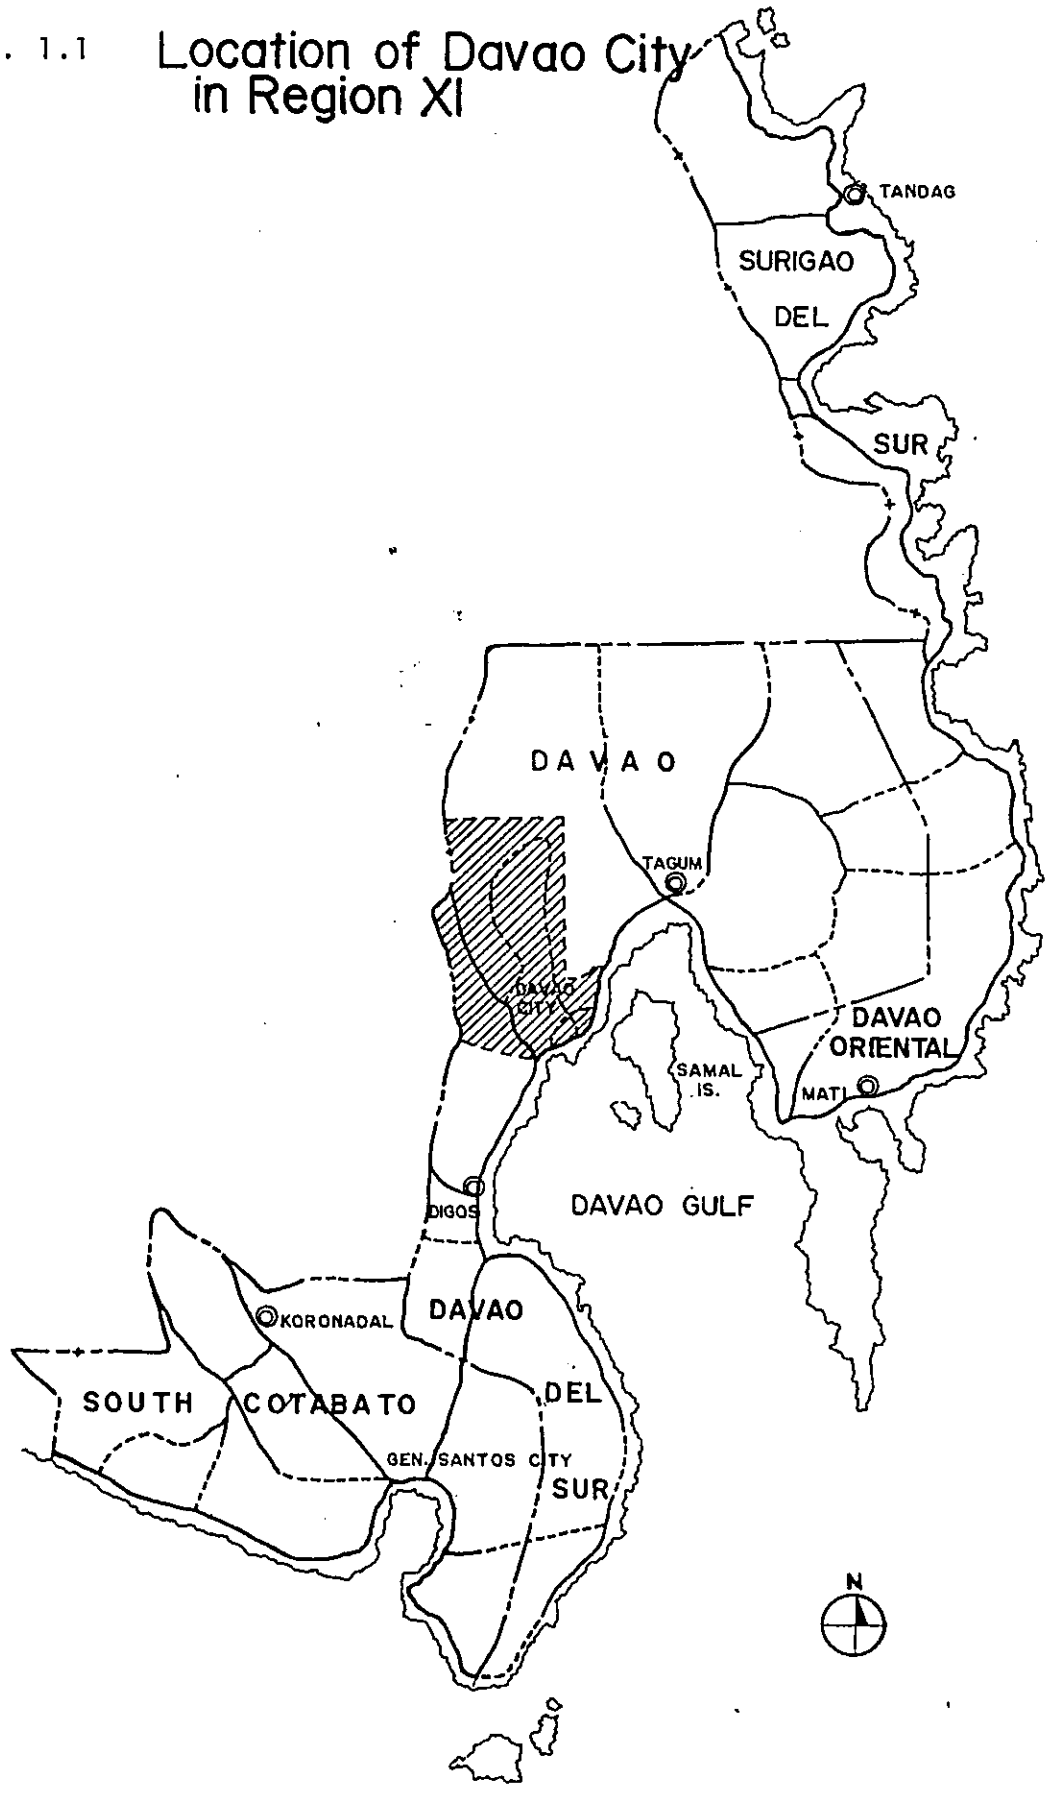 . 1.1 Location of Davao City
in Region XI
TANDAG
SURIGAO
DEL
SUR
DAVAO
TAGUM
DAVAO
CITY
DAVAO
ORIENTAL
SAMAL
IS.
MATI
DIGOS
DAVAO GULF
KORONADAL
DAVAO
SOUTH COTABATO
DEL
GEN. SANTOS CITY
SUR
N